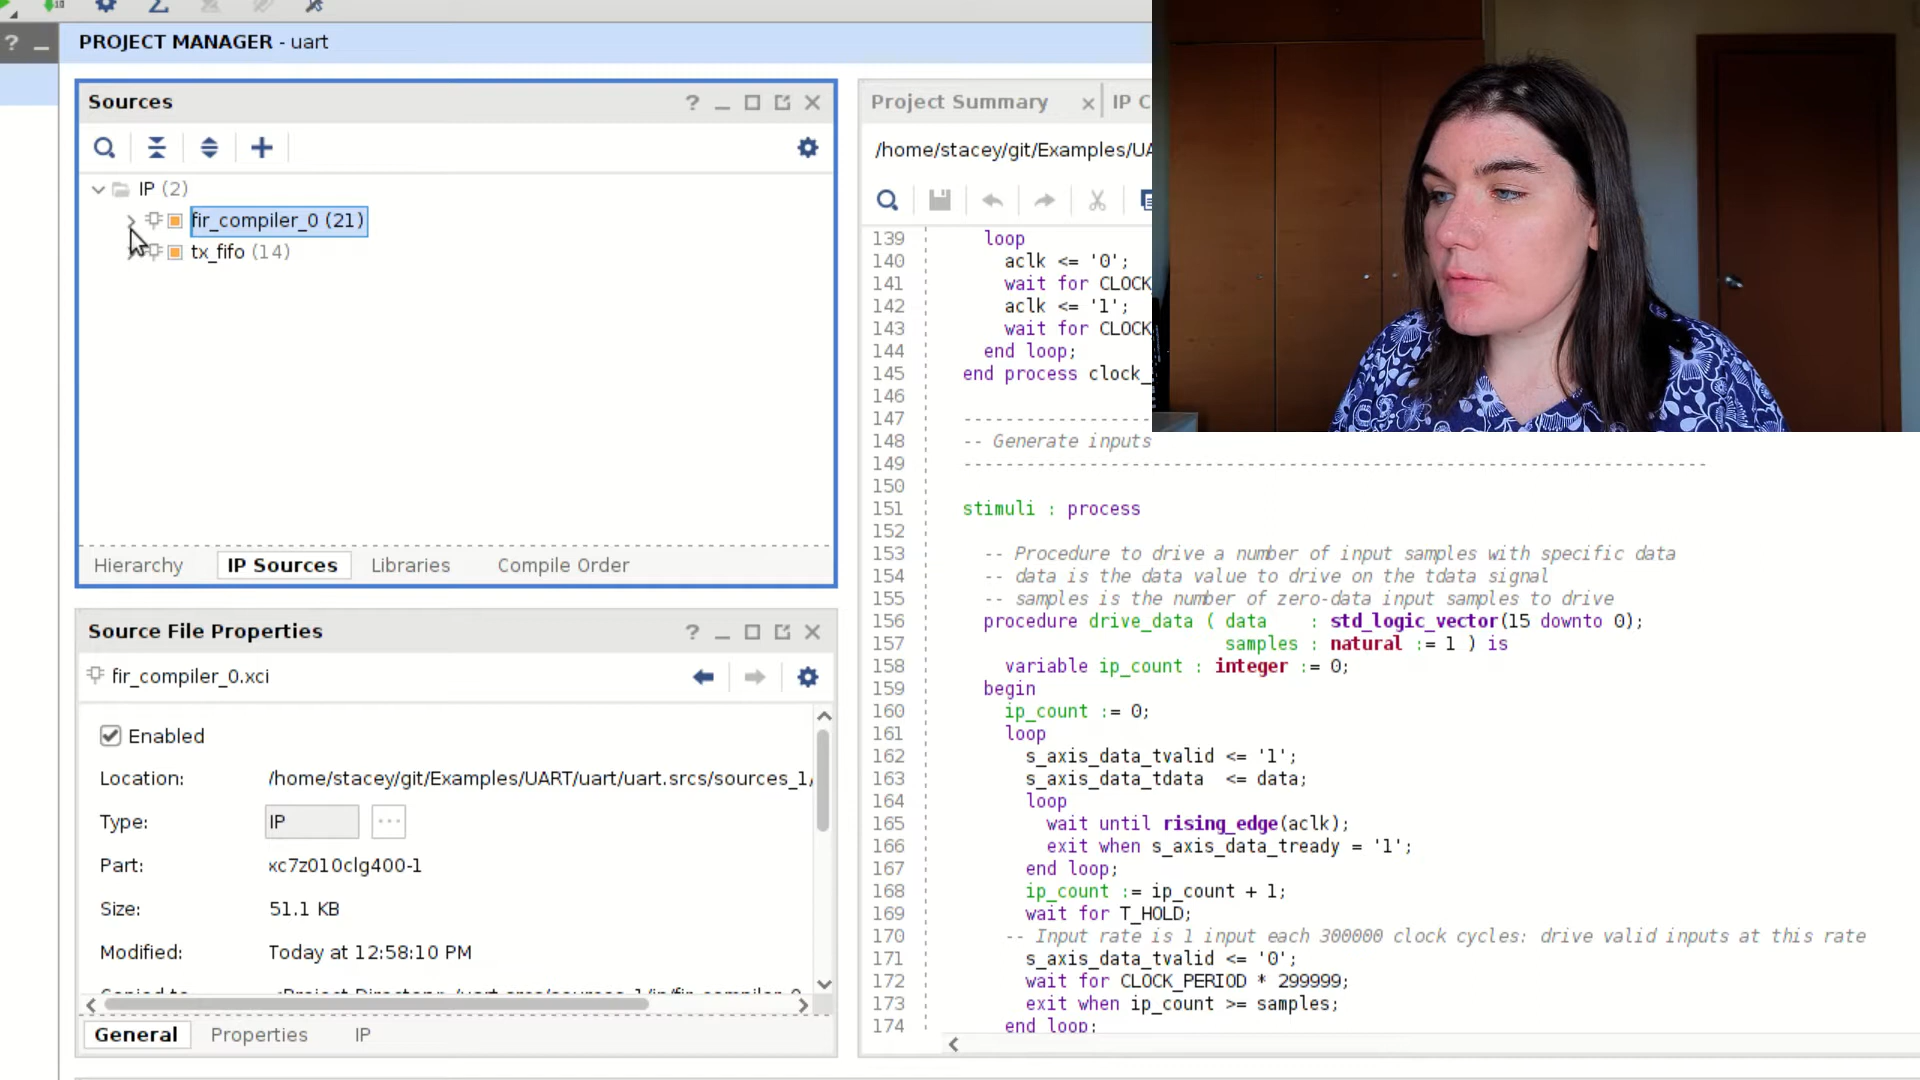 PROJECT MANAGER - uart
Sources
IP (2)
fir_compiler_0 (21)
tx_fifo (14)
Hierarchy IP Sources Libraries Compile Order
Source File Properties
fir_compiler_0.xci
Enabled
Location: /home/stacey/git/Examples/UART/uart/uart.srcs/sources_1/
Type: IP
Part: xc7z010clg400-1
Size: 51.1 KB
Modified: Today at 12:58:10 PM
General Properties IP
Project Summary IP C
/home/stacey/git/Examples/UA
139 loop
140 aclk <= '0';
141 wait for CLOCK
142 aclk <= '1';
143 wait for CLOCK
144 end loop;
145 end process clock_
146
147 ----------------
148 -- Generate inputs
149 -----------------------------------------------------------------------
150
151 stimuli : process
152
153 -- Procedure to drive a number of input samples with specific data
154 -- data is the data value to drive on the tdata signal
155 -- samples is the number of zero-data input samples to drive
156 procedure drive_data ( data : std_logic_vector(15 downto 0);
157 samples : natural := 1 ) is
158 variable ip_count : integer := 0;
159 begin
160 ip_count := 0;
161 loop
162 s_axis_data_tvalid <= '1';
163 s_axis_data_tdata <= data;
164 loop
165 wait until rising_edge(aclk);
166 exit when s_axis_data_tready = '1';
167 end loop;
168 ip_count := ip_count + 1;
169 wait for T_HOLD;
170 -- Input rate is 1 input each 300000 clock cycles: drive valid inputs at this rate
171 s_axis_data_tvalid <= '0';
172 wait for CLOCK_PERIOD * 299999;
173 exit when ip_count >= samples;
174 end loop;